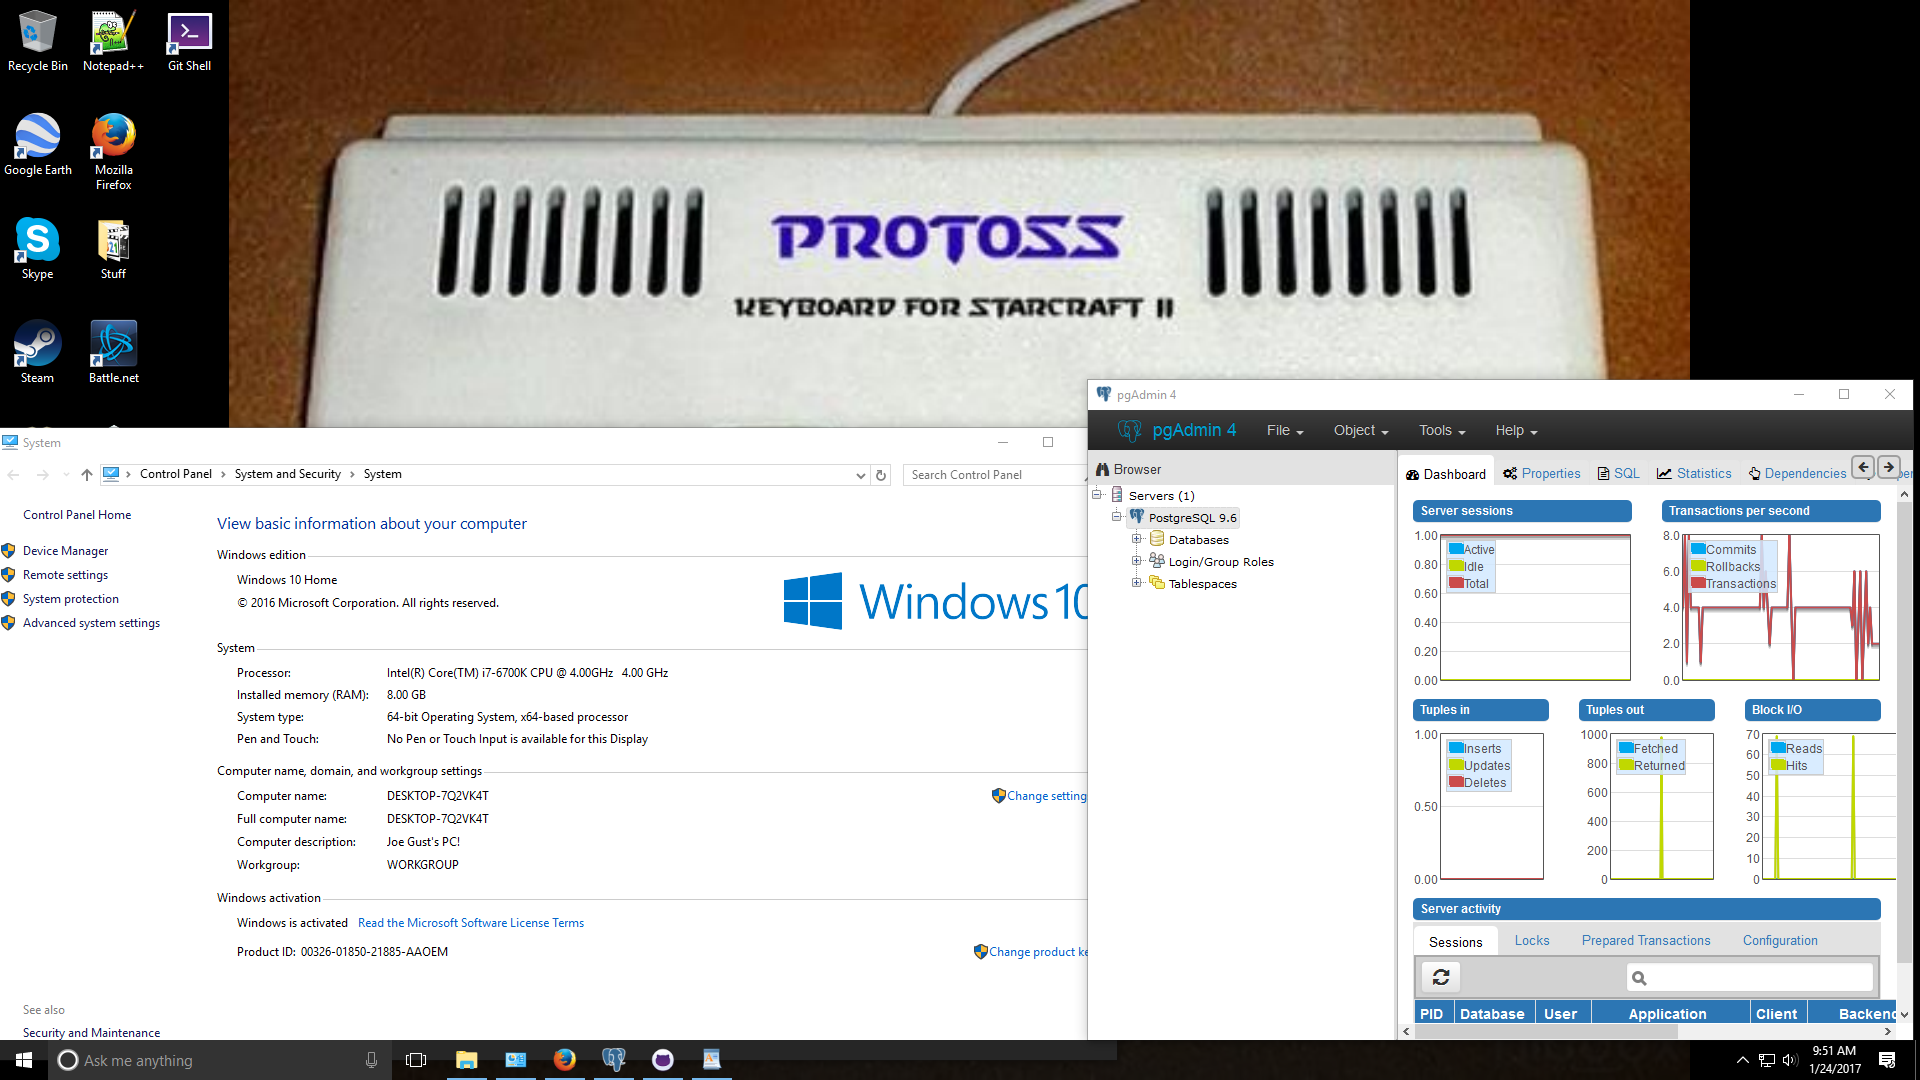 Recycle Bin
Notepad++
Git Shell
Google Earth
Mozilla
Firefox
Skype
Stuff
Steam
Battle.net
PROTOSS
KEYBOARD FOR STARCRAFT II
System
Control Panel
System and Security
System
Search Control Panel
Control Panel Home
Device Manager
Remote settings
System protection
Advanced system settings
See also
Security and Maintenance
View basic information about your computer
Windows edition
Windows 10 Home
© 2016 Microsoft Corporation. All rights reserved.
Windows 10
System
Processor: Intel(R) Core(TM) i7-6700K CPU @ 4.00GHz 4.00 GHz
Installed memory (RAM): 8.00 GB
System type: 64-bit Operating System, x64-based processor
Pen and Touch: No Pen or Touch Input is available for this Display
Computer name, domain, and workgroup settings
Computer name: DESKTOP-7Q2VK4T
Change setting
Full computer name: DESKTOP-7Q2VK4T
Computer description: Joe Gust's PC!
Workgroup: WORKGROUP
Windows activation
Windows is activated Read the Microsoft Software License Terms
Product ID: 00326-01850-21885-AAOEM
Change product ke
pgAdmin 4
pgAdmin 4 File Object Tools Help
Browser
Servers (1)
PostgreSQL 9.6
Databases
Login/Group Roles
Tablespaces
Dashboard Properties SQL Statistics Dependencies
Server sessions
1.00
0.80
0.60
0.40
0.20
0.00
Active
Idle
Total
Transactions per second
8.0
6.0
4.0
2.0
0.0
Commits
Rollbacks
Transactions
Tuples in
1.00
0.50
0.00
Inserts
Updates
Deletes
Tuples out
1000
800
600
400
200
0
Fetched
Returned
Block I/O
70
60
50
40
30
20
10
0
Reads
Hits
Server activity
Sessions Locks Prepared Transactions Configuration
PID Database User Application Client Backend
Ask me anything
9:51 AM
1/24/2017